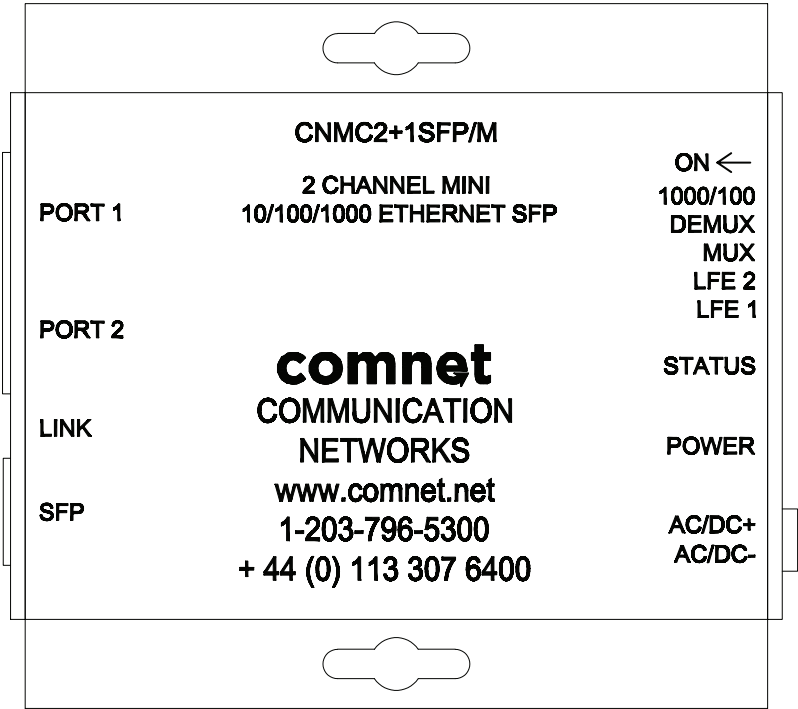 CNMC2+1SFP/M
2 CHANNEL MINI
10/100/1000 ETHERNET SFP
PORT 1
PORT 2
LINK
SFP
comnet
COMMUNICATION
NETWORKS
www.comnet.net
1-203-796-5300
+ 44 (0) 113 307 6400
ON ←
1000/100
DEMUX
MUX
LFE 2
LFE 1
STATUS
POWER
AC/DC+
AC/DC-